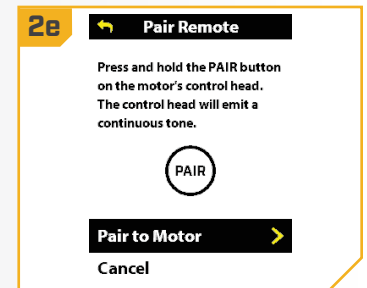 2e
Pair Remote
Press and hold the PAIR button
on the motor's control head.
The control head will emit a
continuous tone.
PAIR
Pair to Motor
Cancel